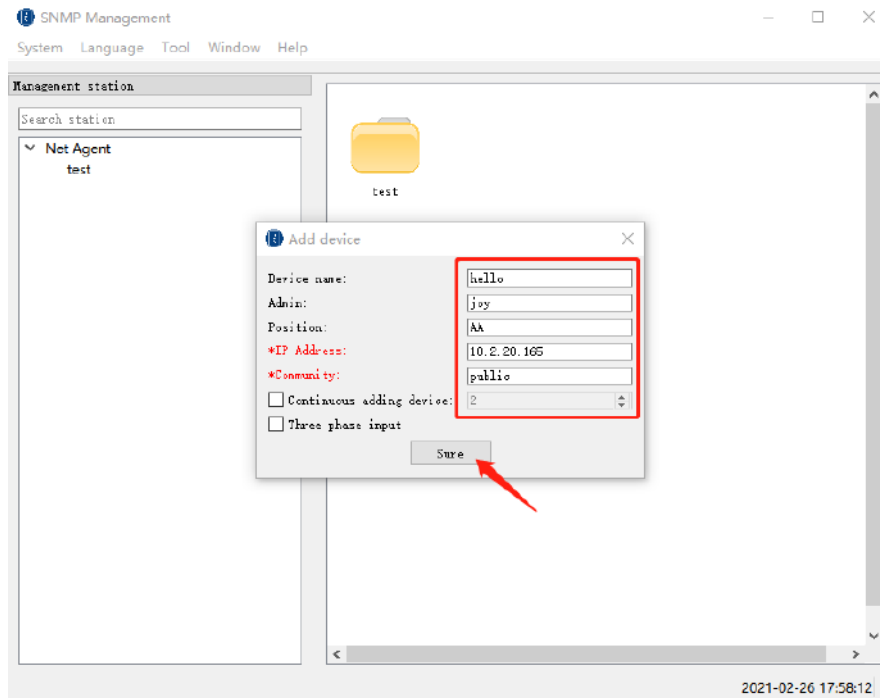 SNMP Management
System Language Tool Window Help
Management station
Search station
Net Agent
test
test
Add device
Device name: hello
Admin: joy
Position: AA
*IP Address: 10.2.20.165
*Community: public
Continuous adding device: 2
Three phase input
Sure
2021-02-26 17:58:12